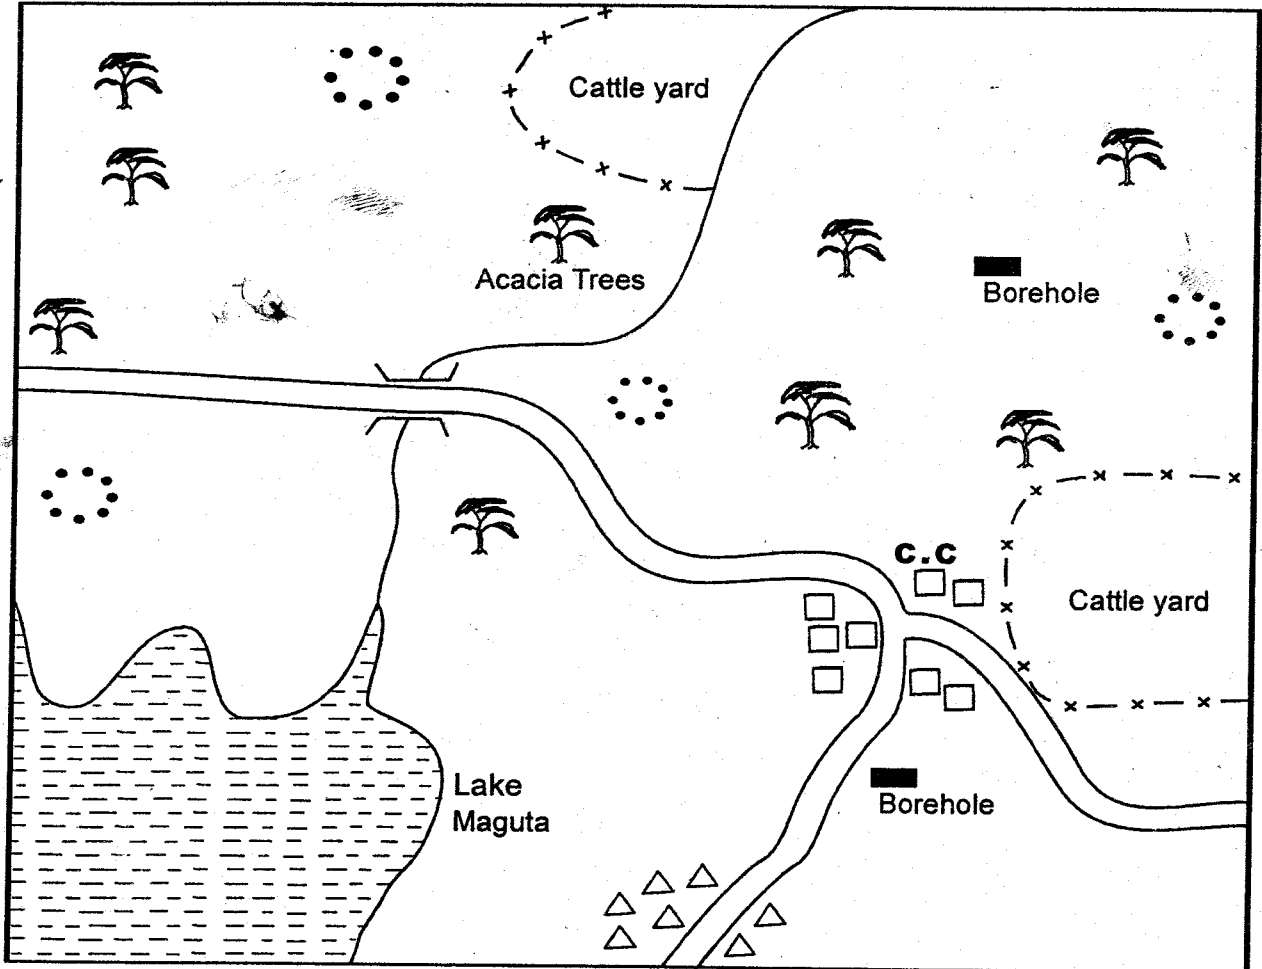 Cattle yard
Acacia Trees
Borehole
C.C
Cattle yard
Lake
Maguta
Borehole